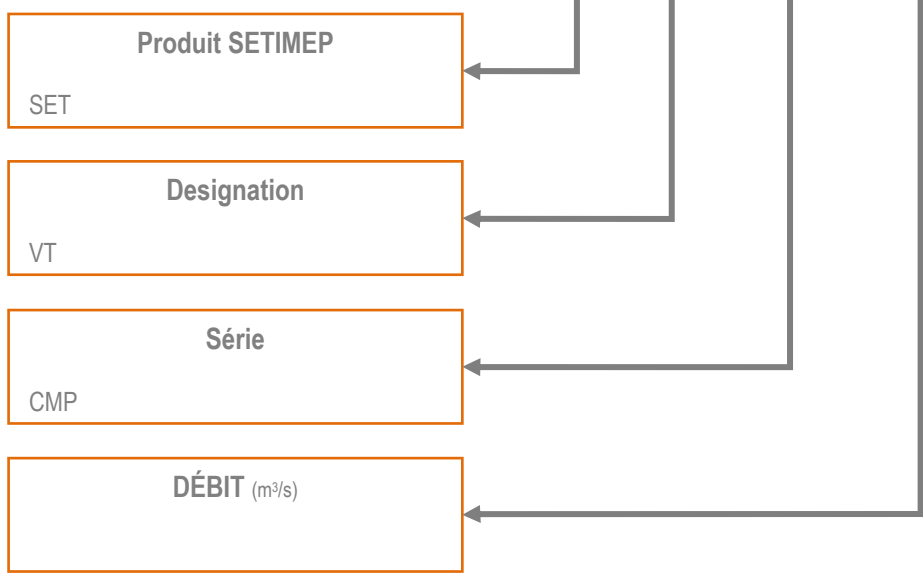 Produit SETIMEP
SET
Designation
VT
Série
CMP
DÉBIT (m³/s)